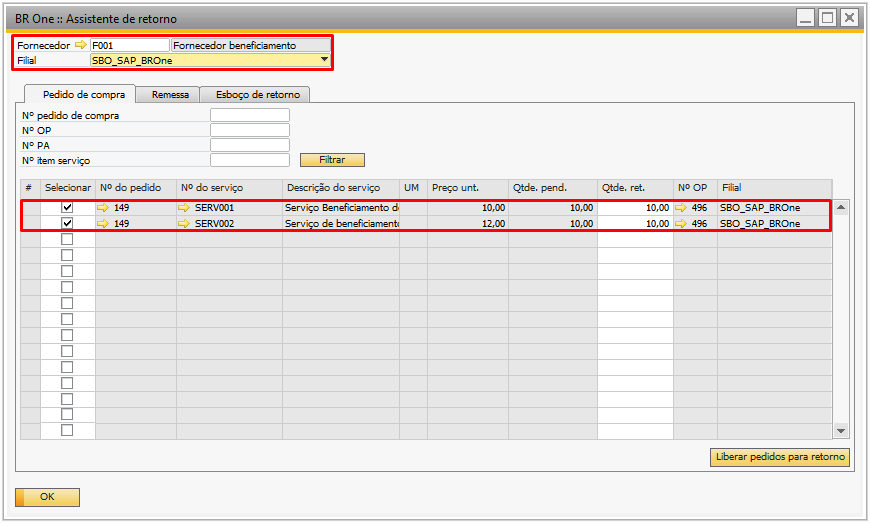 BR One :: Assistente de retorno
Fornecedor F001 Fornecedor beneficiamento
Filial SBO_SAP_BROne
Pedido de compra Remessa Esboço de retorno
Nº pedido de compra
Nº OP
Nº PA
Nº item serviço Filtrar
# Selecionar Nº do pedido Nº do serviço Descrição do serviço UM Preço unt. Qtde. pend. Qtde. ret. Nº OP Filial
149 SERV001 Serviço Beneficiamento d 10,00 10,00 10,00 496 SBO_SAP_BROne
149 SERV002 Serviço de beneficiamento 12,00 10,00 10,00 496 SBO_SAP_BROne
Liberar pedidos para retorno
OK